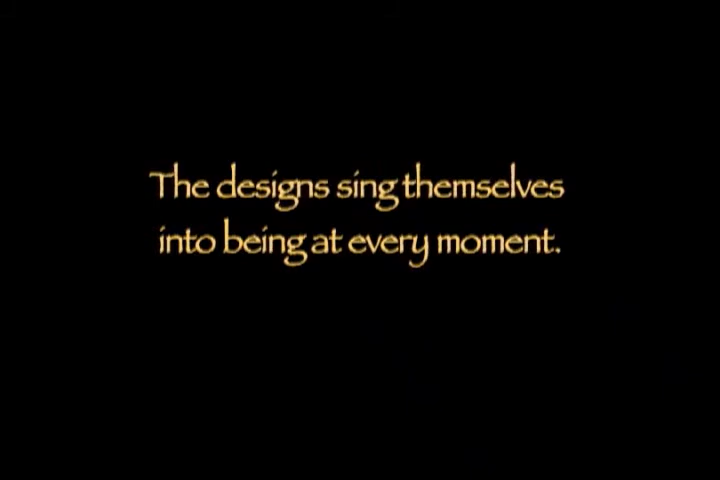 The designs sing themselves
into being at every moment.